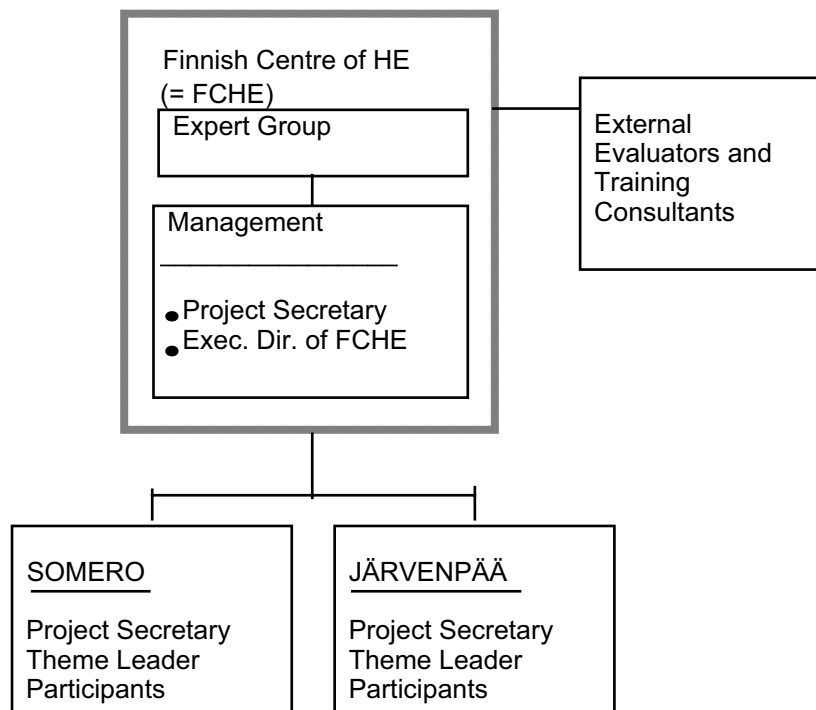 Finnish Centre of HE
(= FCHE)
Expert Group
Management
• Project Secretary
• Exec. Dir. of FCHE
External
Evaluators and
Training
Consultants
SOMERO
Project Secretary
Theme Leader
Participants
JÄRVENPÄÄ
Project Secretary
Theme Leader
Participants